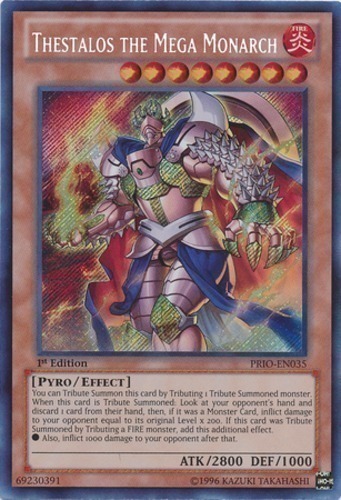 THESTALOS THE MEGA MONARCH
FIRE
炎
1st Edition
PRIO-EN035
[PYRO/EFFECT]
You can Tribute Summon this card by Tributing 1 Tribute Summoned monster.
When this card is Tribute Summoned: Look at your opponent's hand and
discard 1 card from their hand, then, if it was a Monster Card, inflict damage
to your opponent equal to its original Level x 200. If this card was Tribute
Summoned by Tributing a FIRE monster, add this additional effect.
● Also, inflict 1000 damage to your opponent after that.
ATK/2800 DEF/1000
69230391
©1996 KAZUKI TAKAHASHI